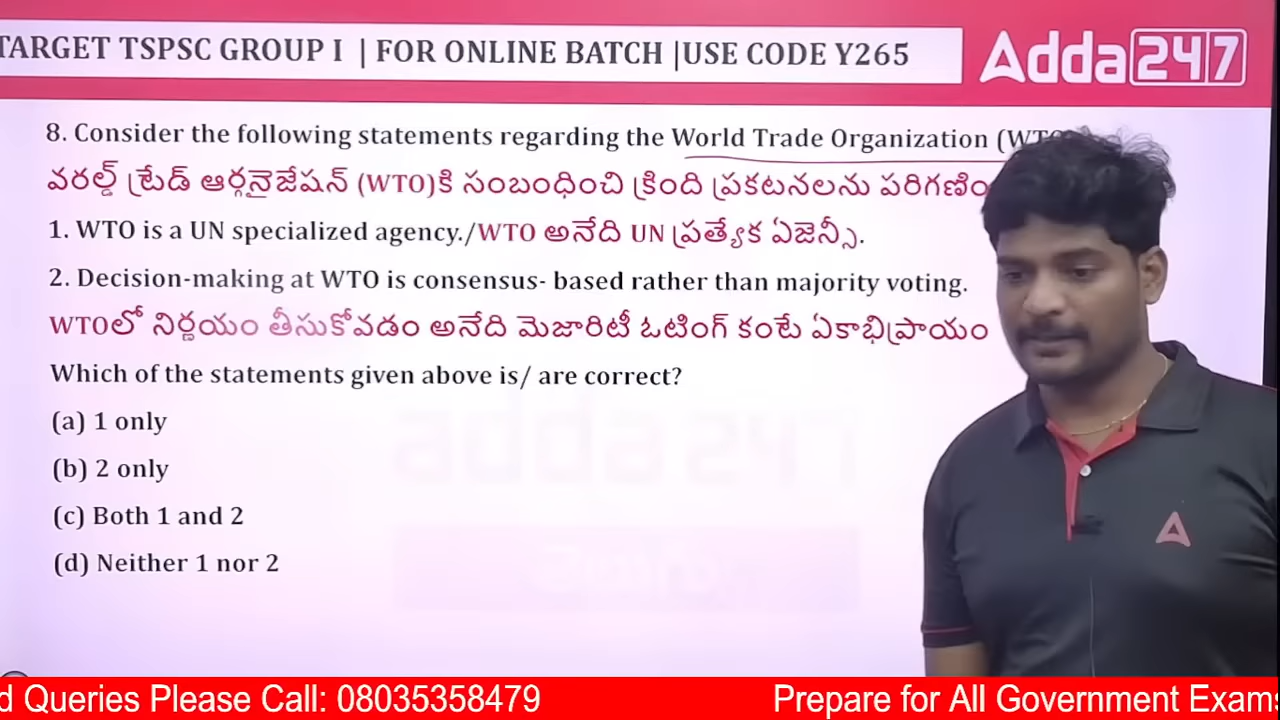 TARGET TSPSC GROUP I | FOR ONLINE BATCH |USE CODE Y265
Adda 247
8. Consider the following statements regarding the World Trade Organization (WTO
వరల్డ్ ట్రేడ్ ఆర్గనైజేషన్ (WTO)కి సంబంధించి క్రింది ప్రకటనలను
1. WTO is a UN specialized agency./WTO అనేది UN ప్రత్యేక ఏజెన్సీ.
2. Decision-making at WTO is consensus- based rather than majority voting.
WTOలో నిర్ణయం తీసుకోవడం అనేది మెజారిటీ ఓటింగ్ కంటే ఏకాభిప్రాయం
Which of the statements given above is/ are correct?
(a) 1 only
(b) 2 only
(c) Both 1 and 2
(d) Neither 1 nor 2
d Queries Please Call: 08035358479 Prepare for All Government Exams